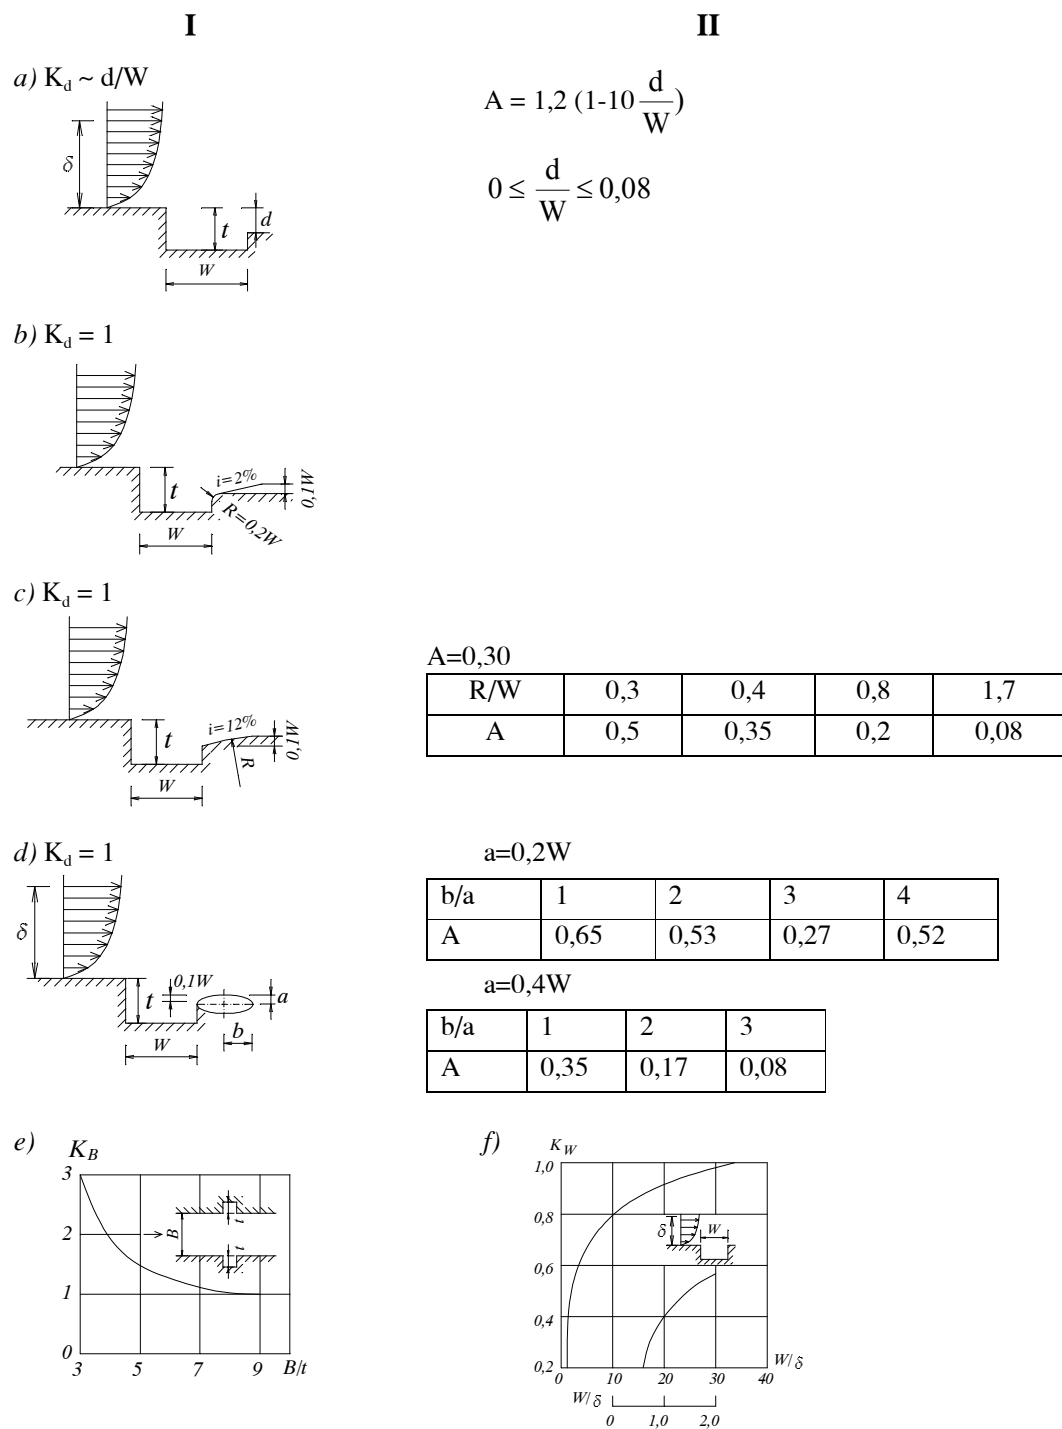 I II
a) K_d ~ d/W
A = 1,2 (1-10 d/W)
0 ≤ d/W ≤ 0,08
δ
t
d
W
b) K_d = 1
t
i=2%
0,1W
R=0,2W
W
c) K_d = 1
t
i=12%
0,1W
R
W
A=0,30
R/W 0,3 0,4 0,8 1,7
A 0,5 0,35 0,2 0,08
d) K_d = 1
δ
t
0,1W
a
b
W
a=0,2W
b/a 1 2 3 4
A 0,65 0,53 0,27 0,52
a=0,4W
b/a 1 2 3
A 0,35 0,17 0,08
e) K_B
3
2
1
0
3 5 7 9 B/t
B
t
t
f) K_W
1,0
0,8
0,6
0,4
0,2
δ
W
0 10 20 30 40
W/δ
W/δ
0 1,0 2,0